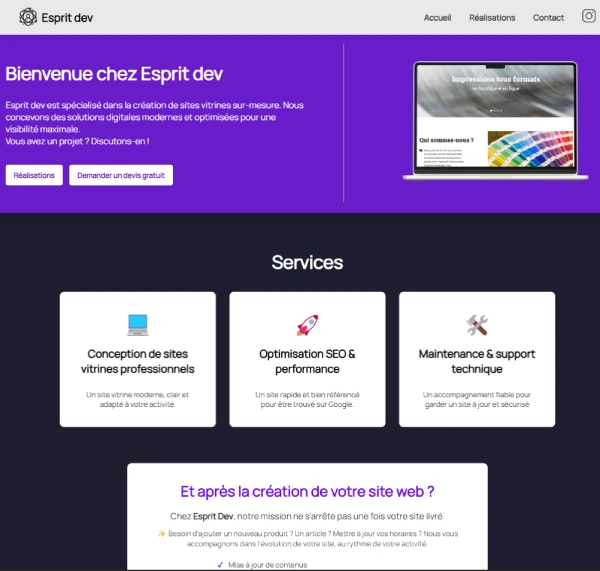 Esprit dev
Accueil Réalisations Contact
Bienvenue chez Esprit dev
Esprit dev est spécialisé dans la création de sites vitrines sur-mesure. Nous
concevons des solutions digitales modernes et optimisées pour une
visibilité maximale.
Vous avez un projet ? Discutons-en !
Réalisations Demander un devis gratuit
Impressions tous formats
en boutique et en ligne
Qui sommes-nous ?
Services
Conception de sites
vitrines professionnels
Un site vitrine moderne, clair et
adapté à votre activité.
Optimisation SEO &
performance
Un site rapide et bien référencé
pour être trouvé sur Google.
Maintenance & support
technique
Un accompagnement fiable pour
garder un site à jour et sécurisé
Et après la création de votre site web ?
Chez Esprit Dev, notre mission ne s'arrête pas une fois votre site livré.
✨ Besoin d'ajouter un nouveau produit ? Un article ? Mettre à jour vos horaires ? Nous vous
accompagnons dans l'évolution de votre site, au rythme de votre activité.
✓ Mise à jour de contenus